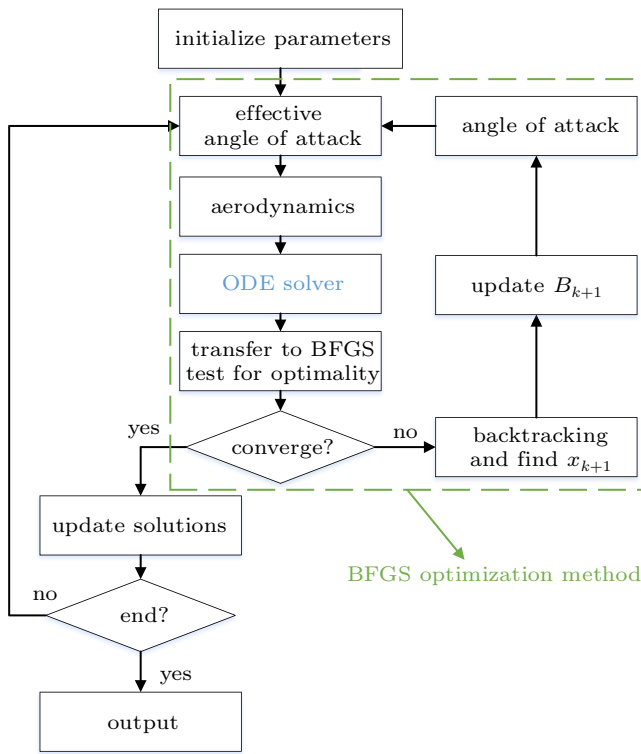 initialize parameters
effective
angle of attack
angle of attack
aerodynamics
ODE solver
update B_{k+1}
transfer to BFGS
test for optimality
yes
converge?
no
backtracking
and find x_{k+1}
update solutions
BFGS optimization method
no
end?
yes
output